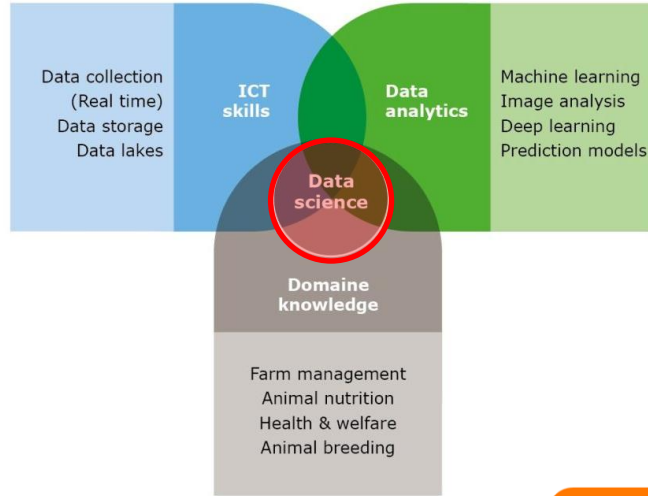 Data collection
(Real time)
Data storage
Data lakes
ICT
skills
Data
analytics
Machine learning
Image analysis
Deep learning
Prediction models
Data
science
Domaine
knowledge
Farm management
Animal nutrition
Health & welfare
Animal breeding